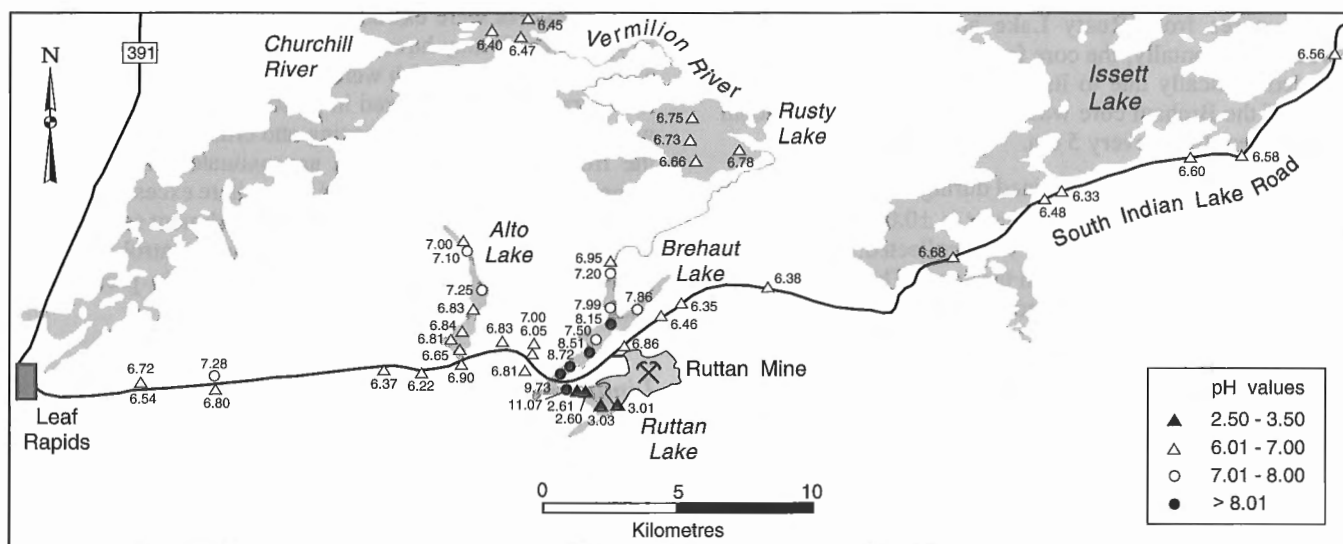 391
N
Churchill
River
6.45
6.40
6.47
Vermilion River
6.75
6.73
6.66
6.78
Rusty
Lake
Issett
Lake
6.56
6.58
6.60
6.33
6.48
6.68
South Indian Lake Road
Alto
Lake
7.00
7.10
7.25
6.83
6.84
6.81
6.65
6.90
6.83
7.00
6.05
6.81
Brehaut
Lake
6.95
7.20
7.99
7.86
8.15
7.50
8.51
8.72
9.73
11.07
2.61
2.60
3.03
3.01
6.86
6.46
6.35
6.38
Ruttan Mine
Ruttan
Lake
Leaf
Rapids
6.72
6.54
7.28
6.80
6.37
6.22
0 5 10
Kilometres
pH values
2.50 - 3.50
6.01 - 7.00
7.01 - 8.00
> 8.01